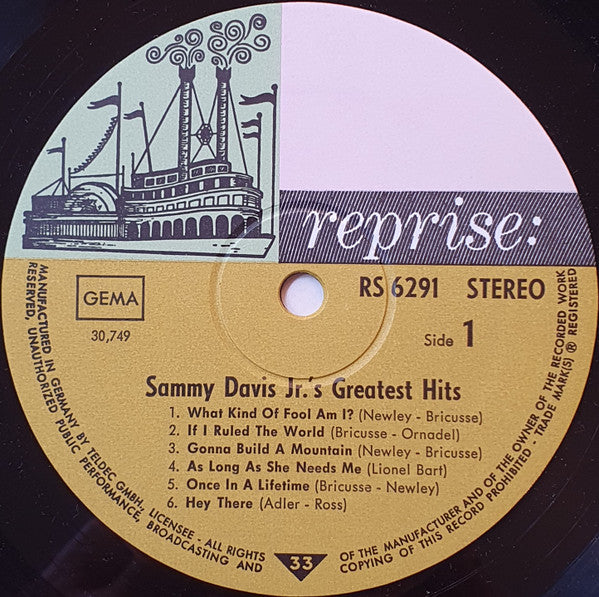 reprise:
GEMA
30,749
RS 6291 STEREO
Side 1
Sammy Davis Jr.'s Greatest Hits
1. What Kind Of Fool Am I? (Newley - Bricusse)
2. If I Ruled The World (Bricusse - Ornadel)
3. Gonna Build A Mountain (Newley - Bricusse)
4. As Long As She Needs Me (Lionel Bart)
5. Once In A Lifetime (Bricusse - Newley)
6. Hey There (Adler - Ross)
33
MANUFACTURED IN GERMANY BY TELDEC GMBH, LICENSEE - ALL RIGHTS OF THE MANUFACTURER AND OF THE OWNER OF THE RECORDED WORK
RESERVED, UNAUTHORIZED PUBLIC PERFORMANCE, BROADCASTING AND COPYING OF THIS RECORD PROHIBITED - TRADE MARK(S) ® REGISTERED